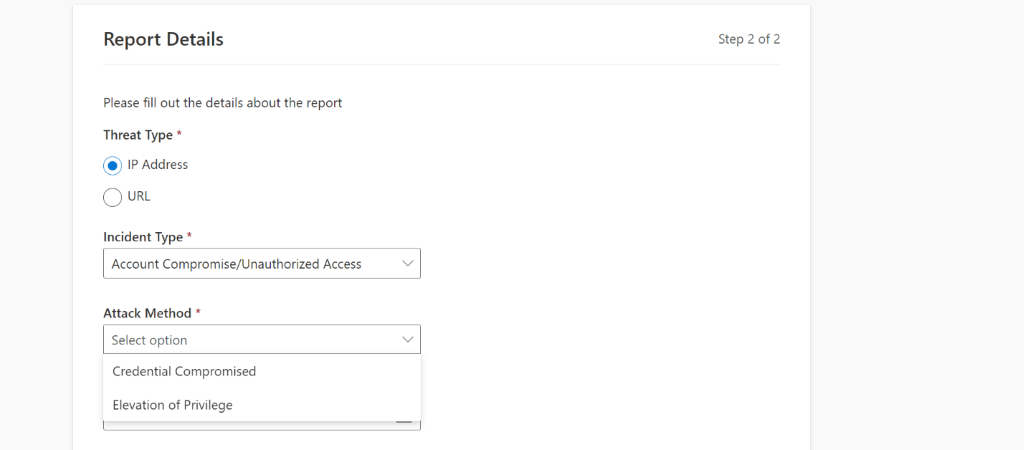 Report Details
Step 2 of 2
Please fill out the details about the report
Threat Type *
IP Address
URL
Incident Type *
Account Compromise/Unauthorized Access
Attack Method *
Select option
Credential Compromised
Elevation of Privilege